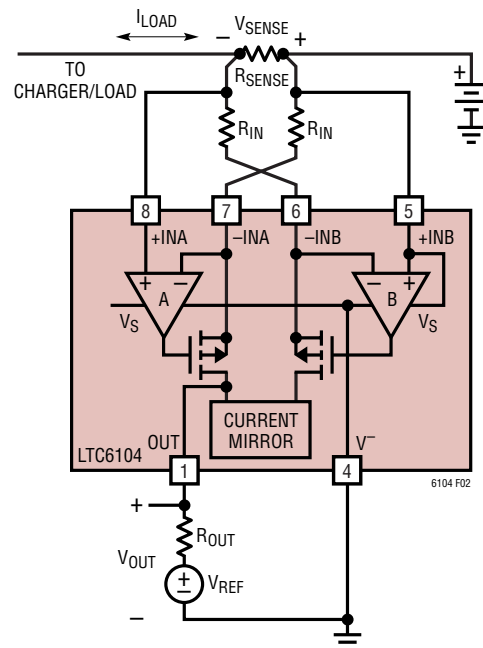 I_LOAD
− V_SENSE +
R_SENSE
TO
CHARGER/LOAD
+
R_IN R_IN
8 7 6 5
+INA −INA −INB +INB
+ − − +
A B
V_S V_S
CURRENT
MIRROR
OUT V⁻
LTC6104
1 4
6104 F02
+
R_OUT
V_OUT
+
−
V_REF
−